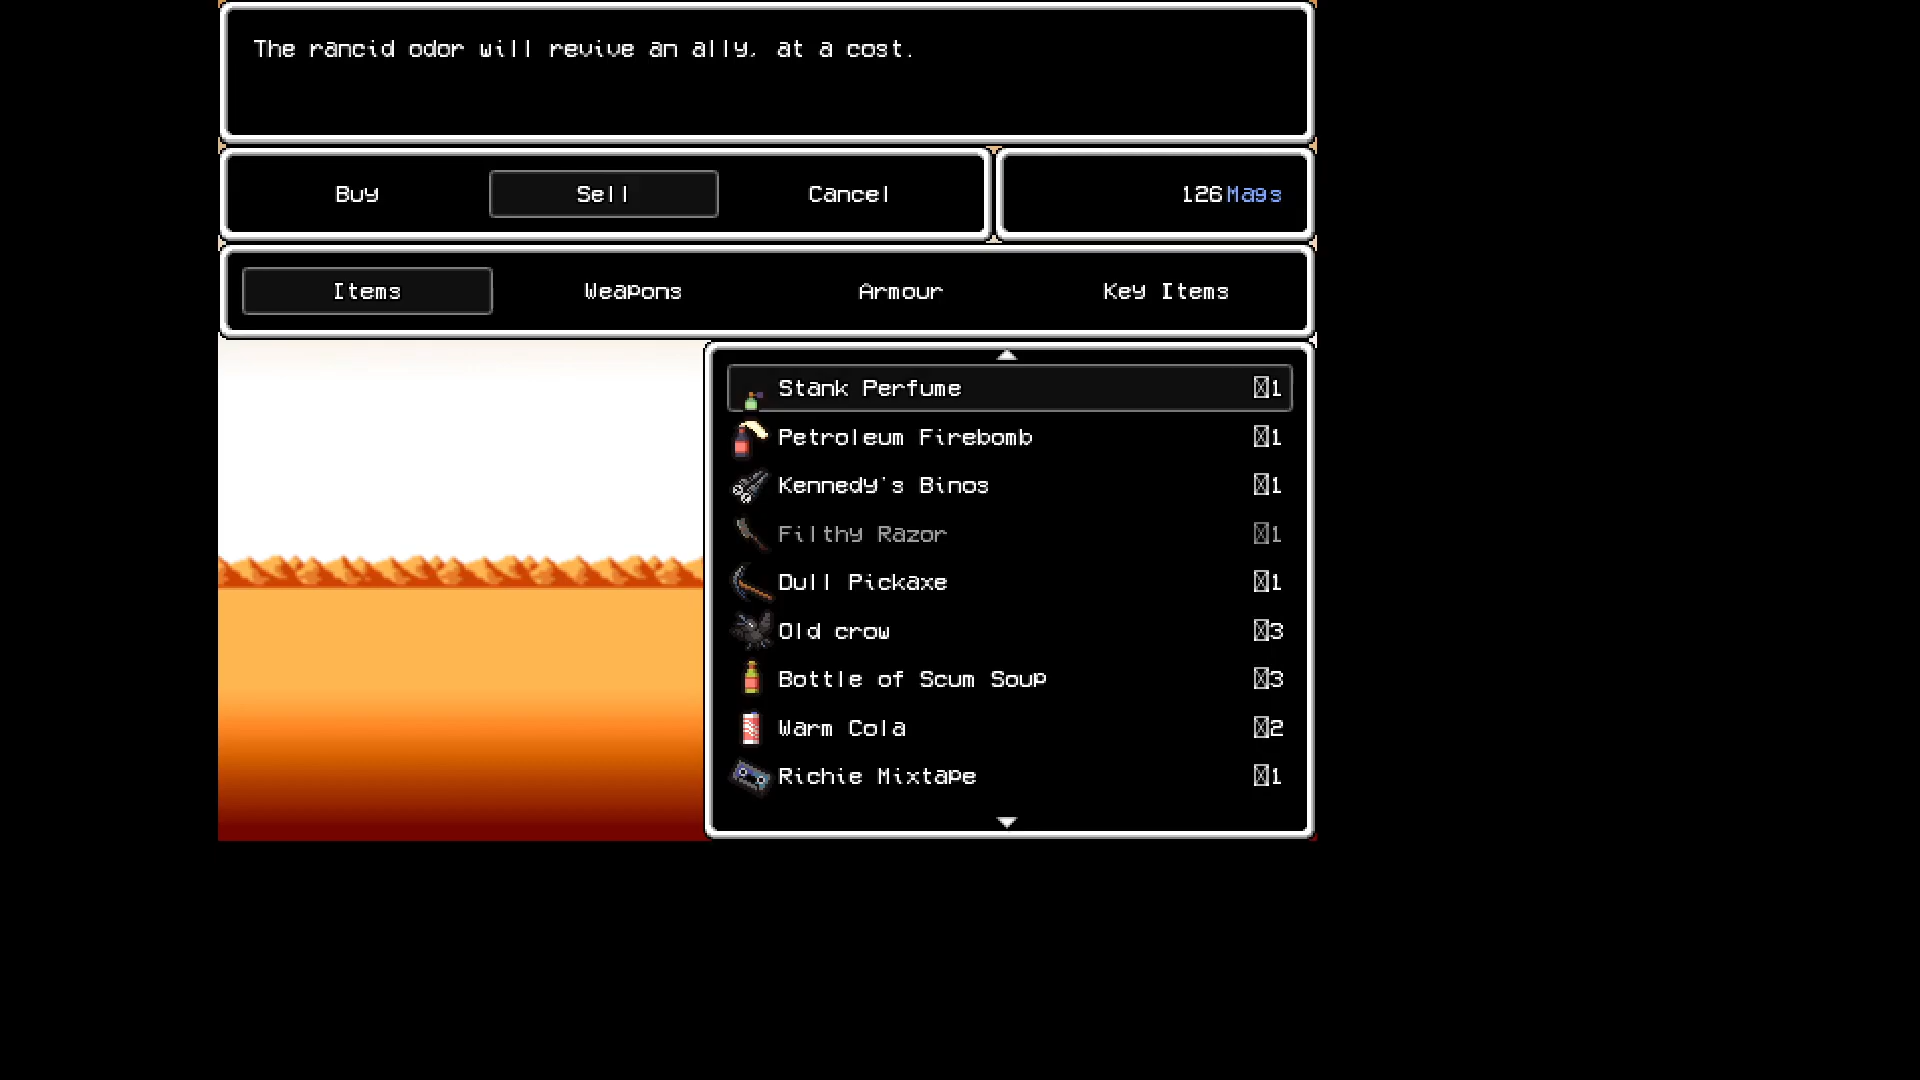 The rancid odor will revive an ally, at a cost.
Buy Sell Cancel 126Mags
Items Weapons Armour Key Items
Stank Perfume 1
Petroleum Firebomb 1
Kennedy's Binos 1
Filthy Razor 1
Dull Pickaxe 1
Old crow 3
Bottle of Scum Soup 3
Warm Cola 2
Richie Mixtape 1